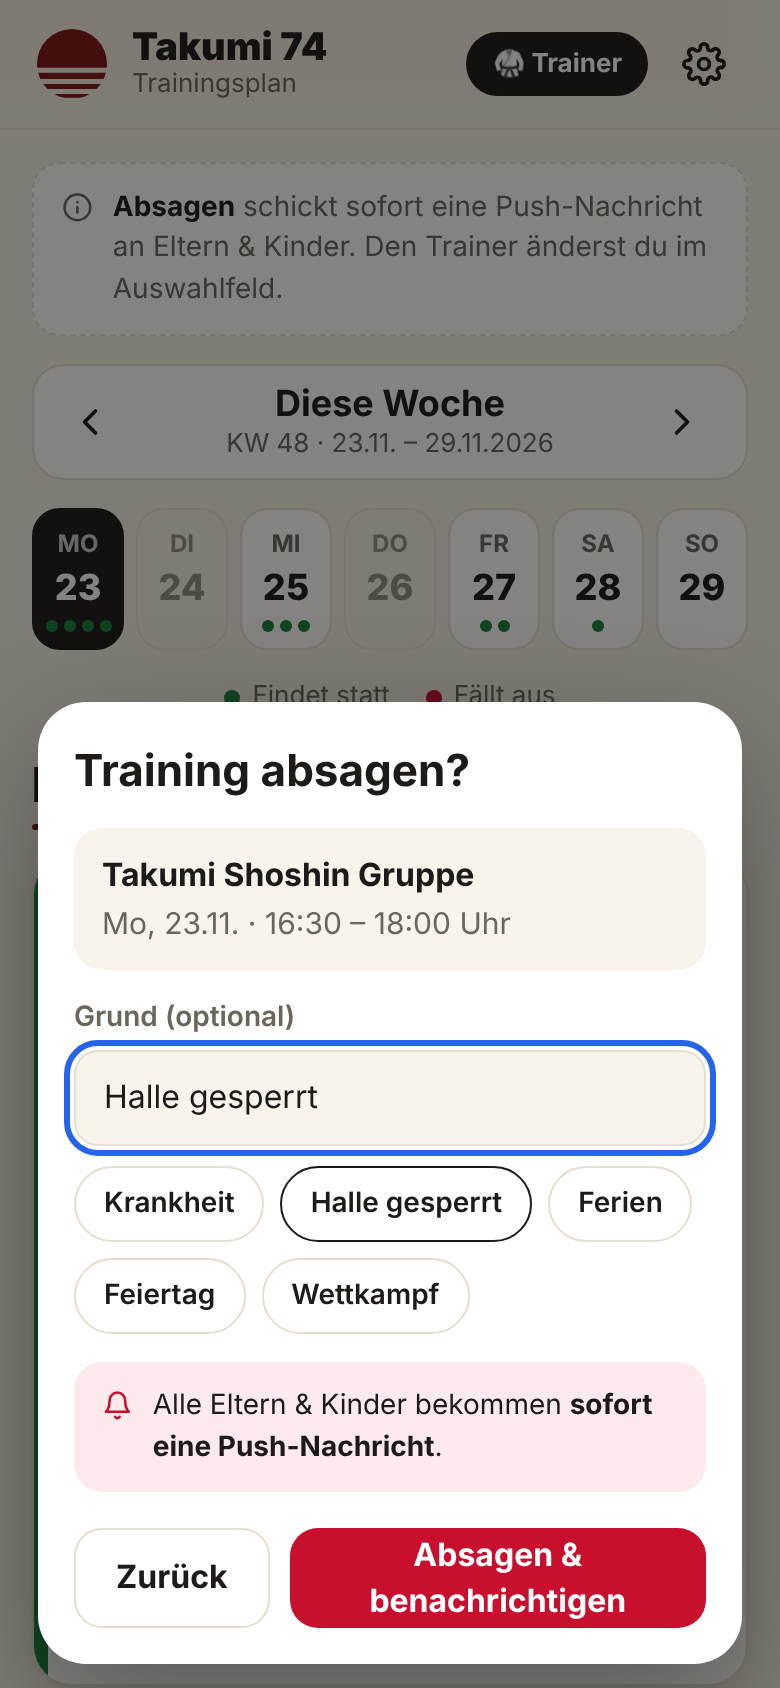 Takumi 74
Trainingsplan
Trainer
Absagen schickt sofort eine Push-Nachricht
an Eltern & Kinder. Den Trainer änderst du im
Auswahlfeld.
Diese Woche
KW 48 · 23.11. – 29.11.2026
MO DI MI DO FR SA SO
23 24 25 26 27 28 29
Findet statt Fällt aus
Training absagen?
Takumi Shoshin Gruppe
Mo, 23.11. · 16:30 – 18:00 Uhr
Grund (optional)
Halle gesperrt
Krankheit Halle gesperrt Ferien
Feiertag Wettkampf
Alle Eltern & Kinder bekommen sofort
eine Push-Nachricht.
Zurück
Absagen &
benachrichtigen